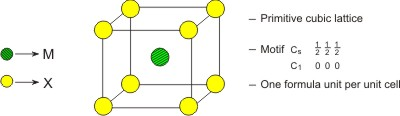 – Primitive cubic lattice
– Motif Cs 1/2 1/2 1/2
C1 0 0 0
– One formula unit per unit cell
M
X